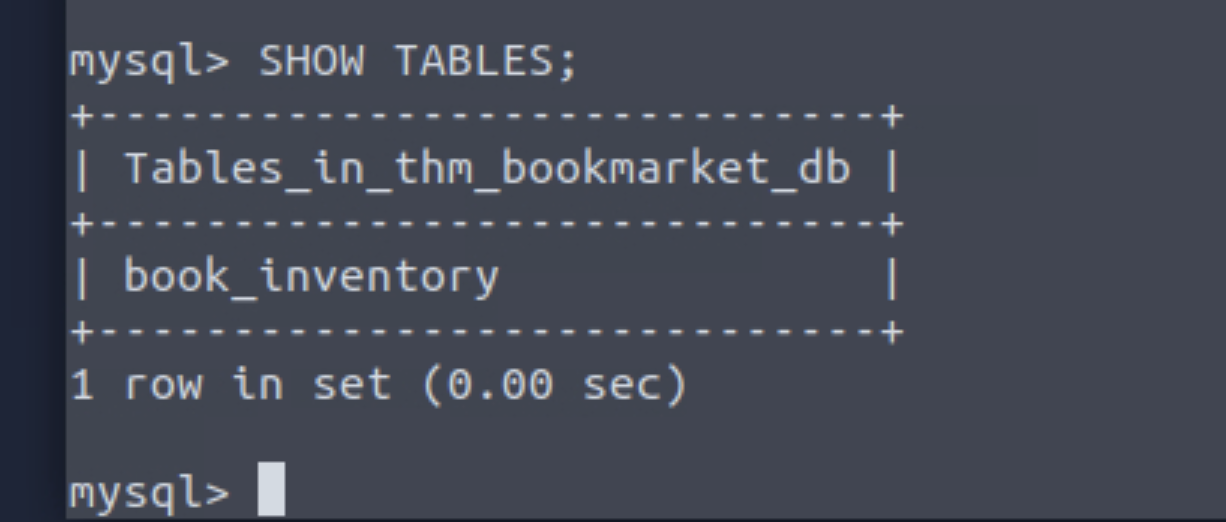 mysql> SHOW TABLES;
+------------------------------+
| Tables_in_thm_bookmarket_db |
+------------------------------+
| book_inventory              |
+------------------------------+
1 row in set (0.00 sec)
mysql>